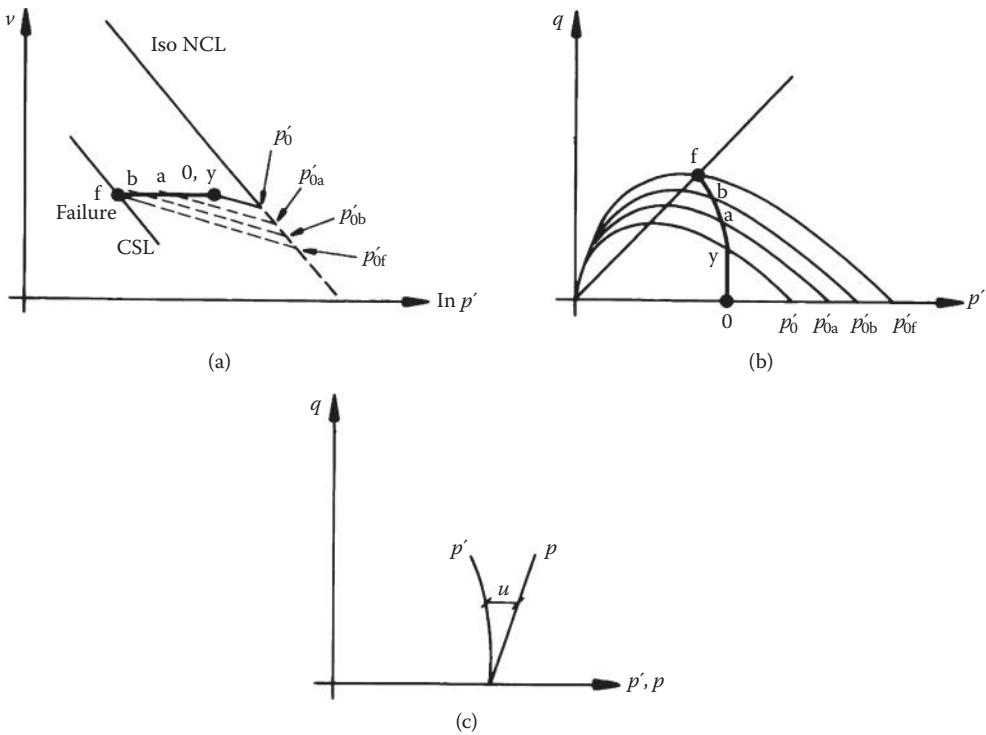 ν
Iso NCL
p′0
p′0a
p′0b
p′0f
b a 0, y
f
Failure
CSL
ln p′
(a)
q
f
b
a
y
0
p′0 p′0a p′0b p′0f
p′
(b)
q
p′ p
u
p′, p
(c)